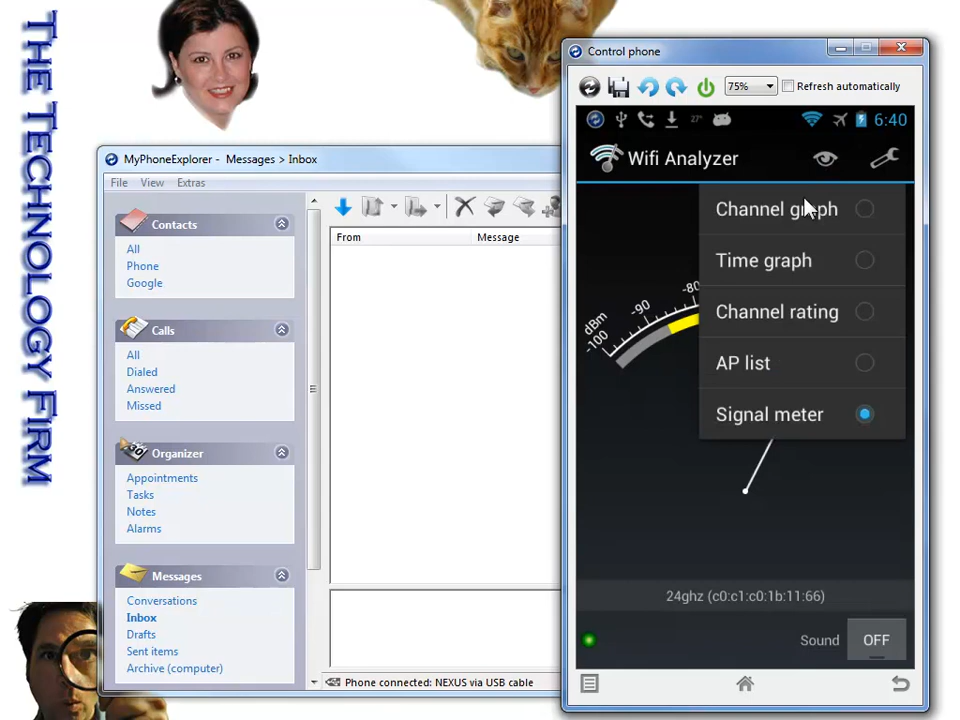 THE TECHNOLOGY FIRM
MyPhoneExplorer - Messages > Inbox
File View Extras
Contacts
All
Phone
Google
Calls
All
Dialed
Answered
Missed
30
Organizer
Appointments
Tasks
Notes
Alarms
Messages
Conversations
Inbox
Drafts
Sent items
Archive (computer)
From Message
Phone connected: NEXUS via USB cable
Control phone
75% Refresh automatically
27° 6:40
Wifi Analyzer
Channel graph
Time graph
Channel rating
AP list
Signal meter
dBm
-100 -90 -80
24ghz (c0:c1:c0:1b:11:66)
Sound OFF